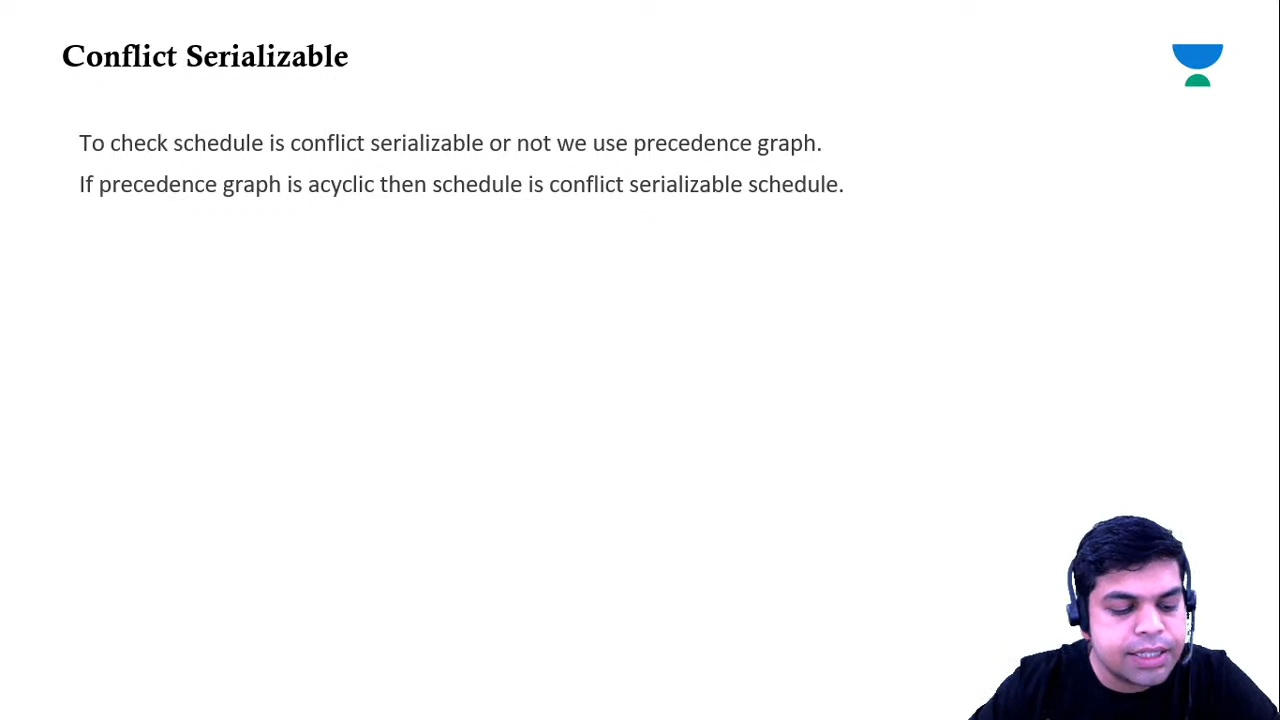 Conflict Serializable
To check schedule is conflict serializable or not we use precedence graph.
If precedence graph is acyclic then schedule is conflict serializable schedule.